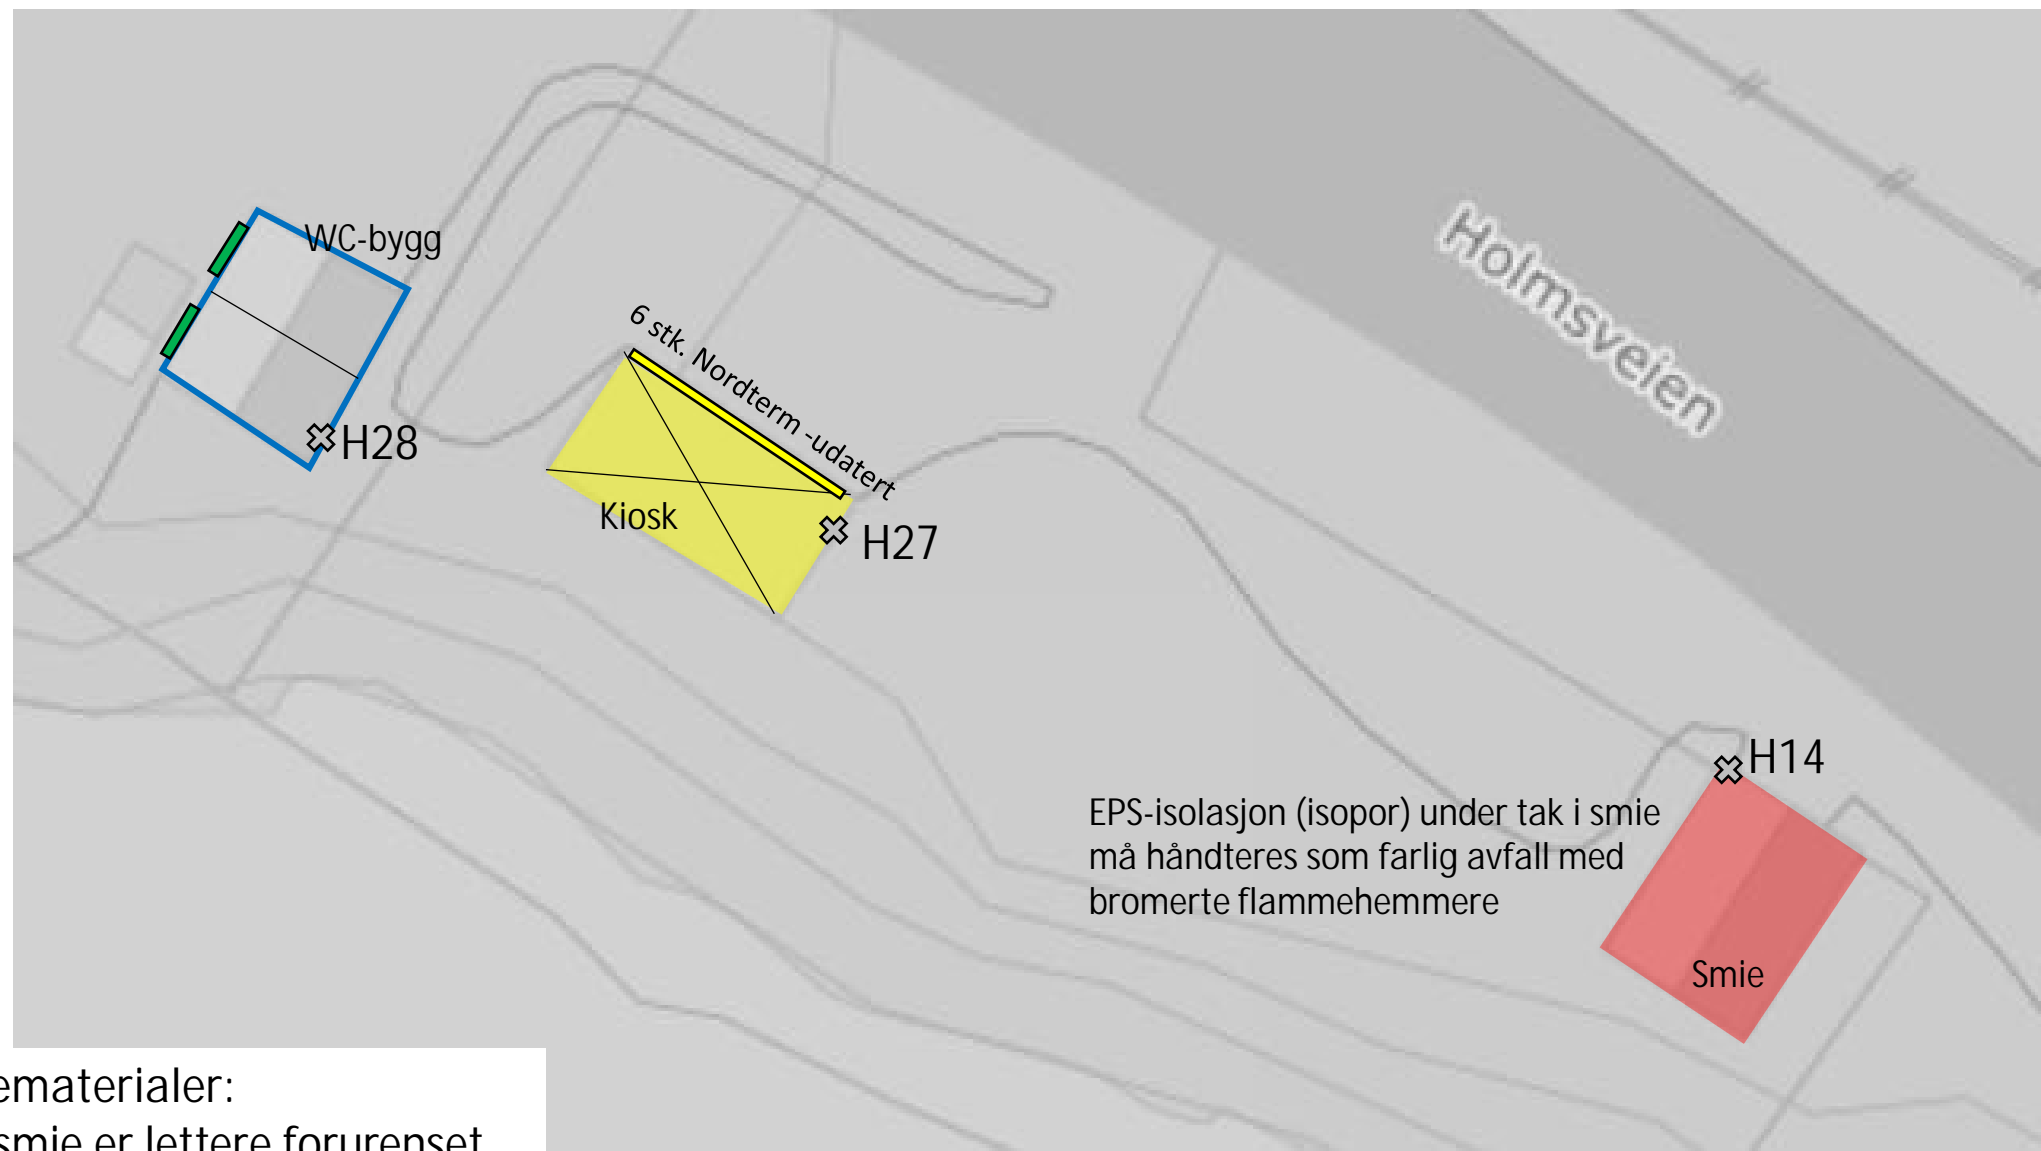 WC-bygg
Holmsveien
6 stk. Nordterm -udatert
H28
Kiosk
H27
H14
EPS-isolasjon (isopor) under tak i smie
må håndteres som farlig avfall med
bromerte flammehemmere
Smie
ematerialer:
smie er lettere forurenset